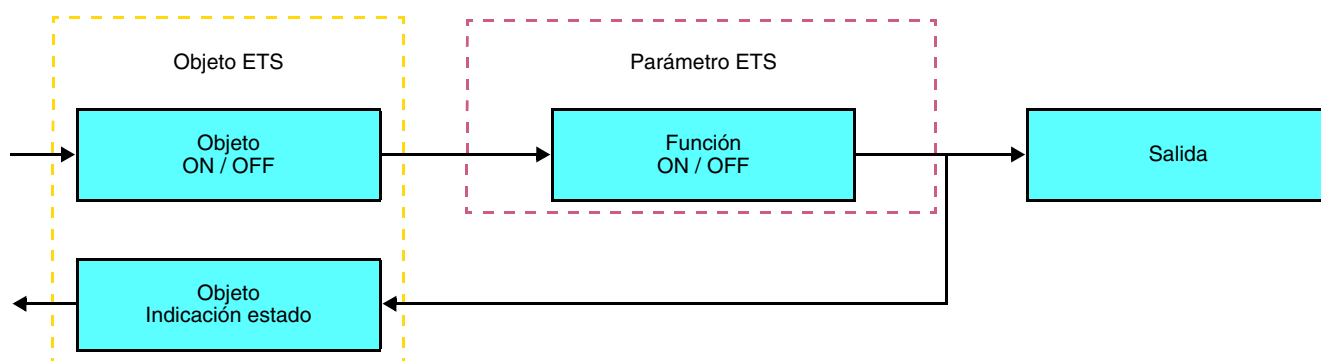 Objeto ETS
Parámetro ETS
Objeto
ON / OFF
Función
ON / OFF
Salida
Objeto
Indicación estado